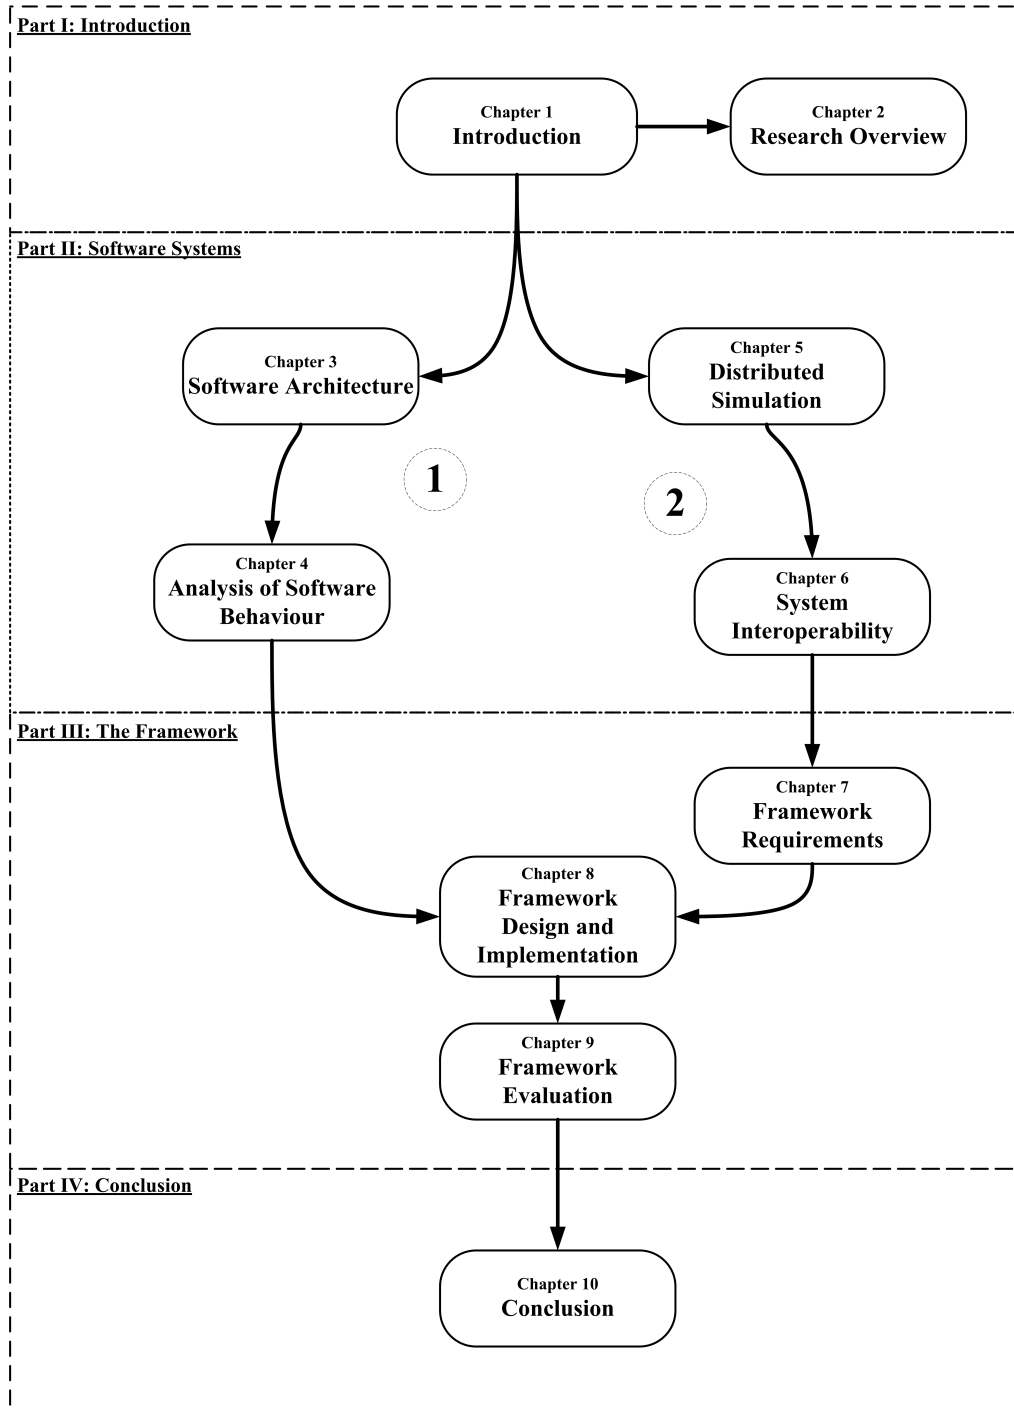 Part I: Introduction
Chapter 1
Introduction
Chapter 2
Research Overview
Part II: Software Systems
Chapter 3
Software Architecture
Chapter 5
Distributed
Simulation
1
2
Chapter 4
Analysis of Software
Behaviour
Chapter 6
System
Interoperability
Part III: The Framework
Chapter 7
Framework
Requirements
Chapter 8
Framework
Design and
Implementation
Chapter 9
Framework
Evaluation
Part IV: Conclusion
Chapter 10
Conclusion